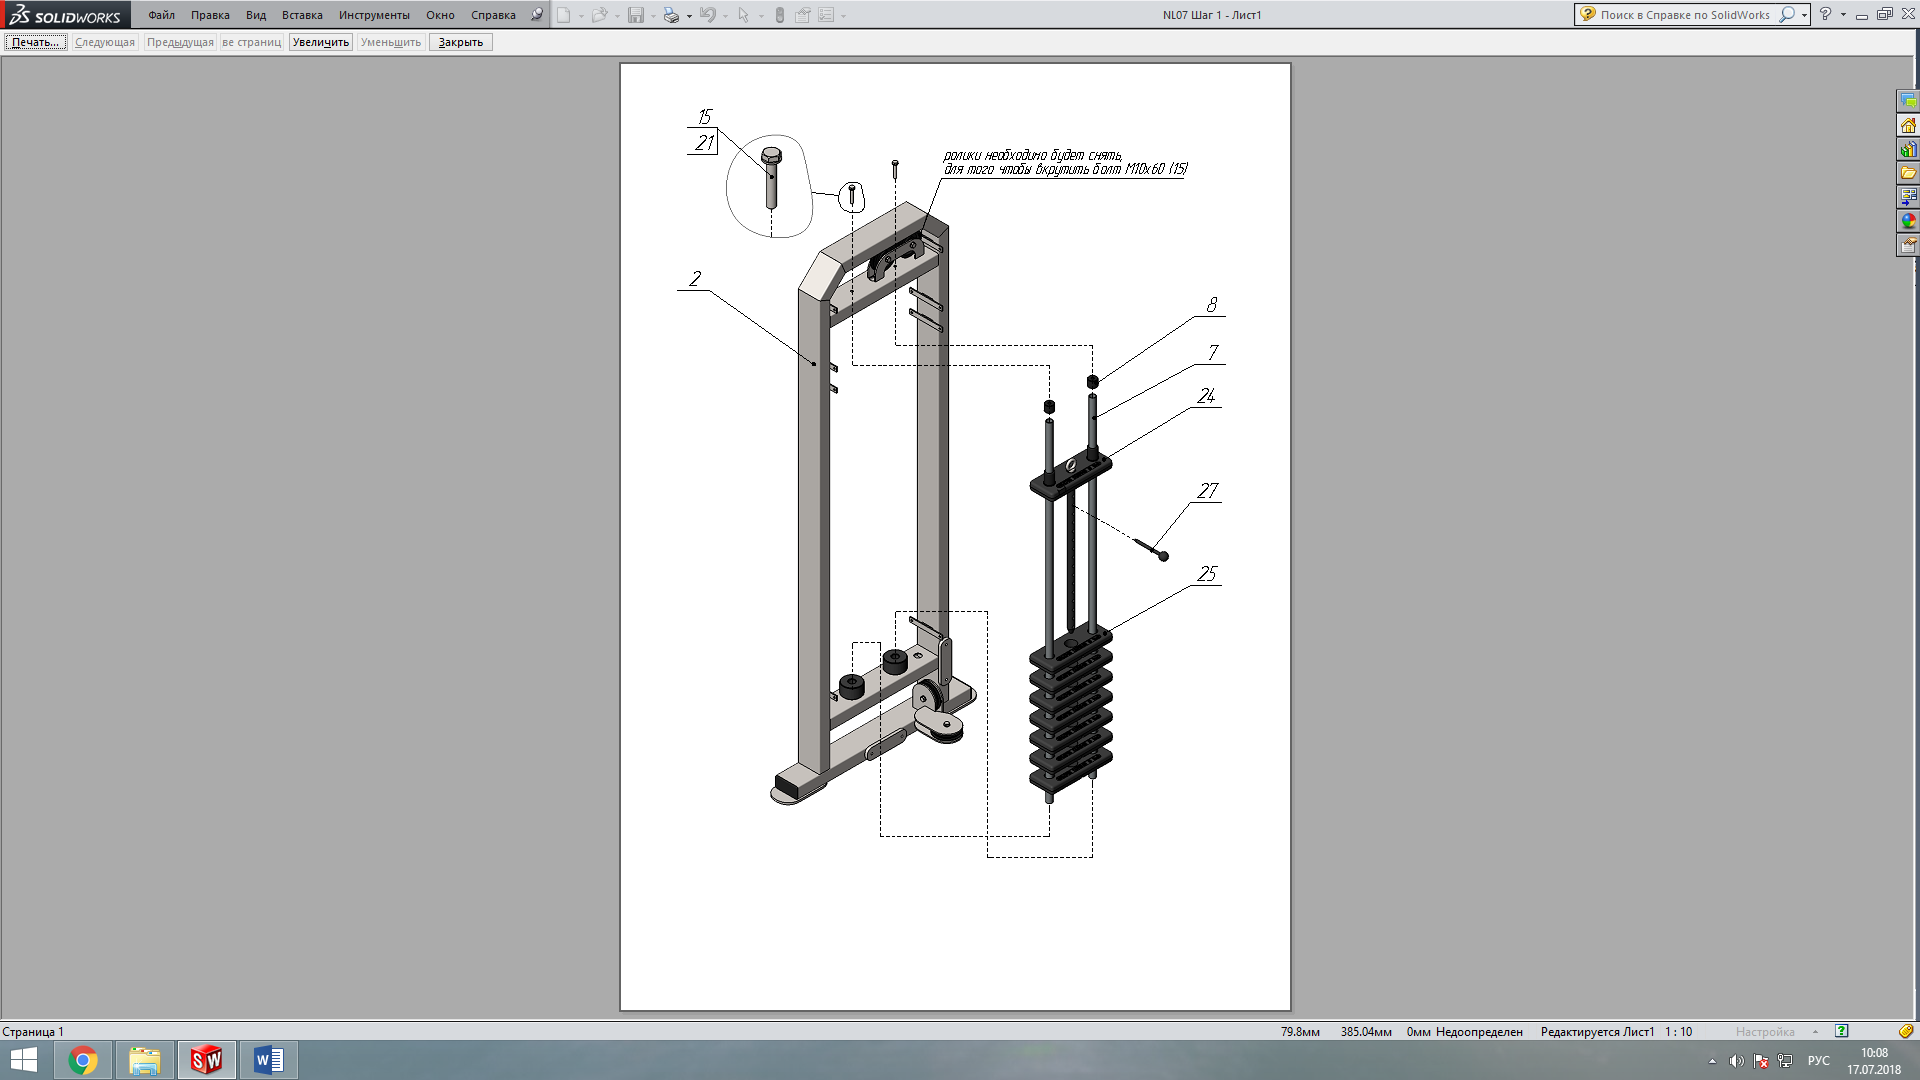 SOLIDWORKS
Файл Правка Вид Вставка Инструменты Окно Справка
NL07 Шаг 1 - Лист1
Поиск в Справке по SolidWorks
Печать... Следующая Предыдущая ве страниц Увеличить Уменьшить Закрыть
15
21
ролики необходимо будет снять,
для того чтобы вкрутить болт М10х60 (15)
2
8
7
24
27
25
Страница 1
79.8мм 385.04мм 0мм Недоопределен Редактируется Лист1 1 : 10 Настройка
РУС
10:08
17.07.2018